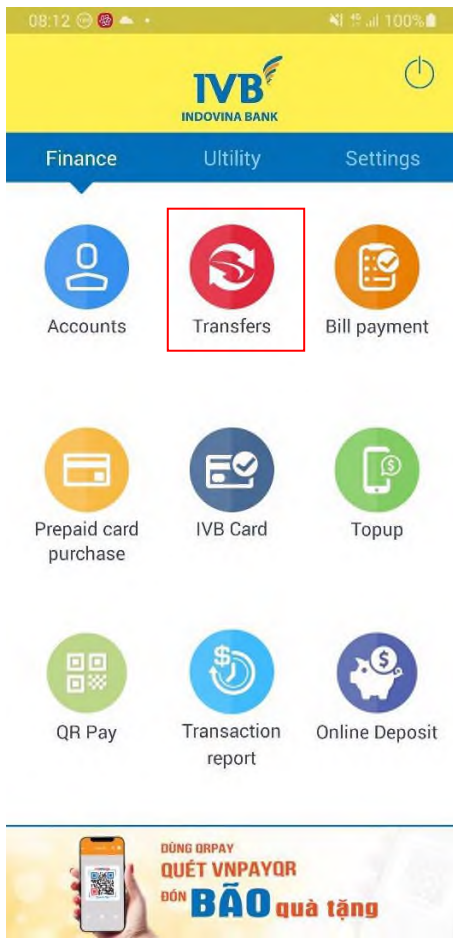 08:12
100%
IVB
INDOVINA BANK
Finance
Ultility
Settings
Accounts
Transfers
Bill payment
Prepaid card
purchase
IVB Card
Topup
QR Pay
Transaction
report
Online Deposit
DÙNG QRPAY
QUÉT VNPAYQR
ĐÓN BÃO quà tặng